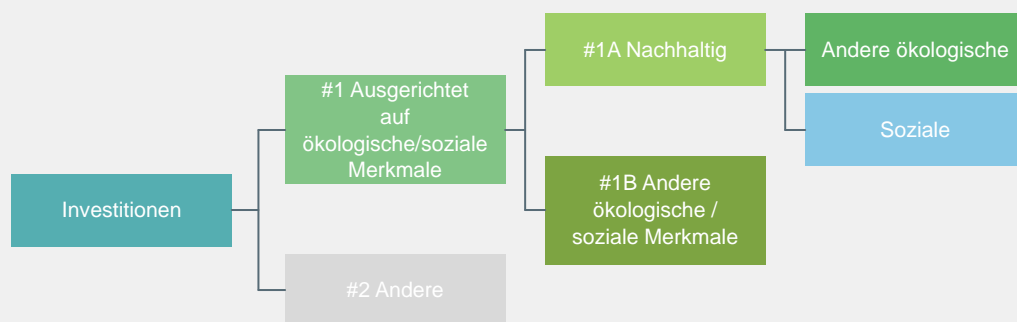 Investitionen
#1 Ausgerichtet
auf
ökologische/soziale
Merkmale
#2 Andere
#1A Nachhaltig
#1B Andere
ökologische /
soziale Merkmale
Andere ökologische
Soziale